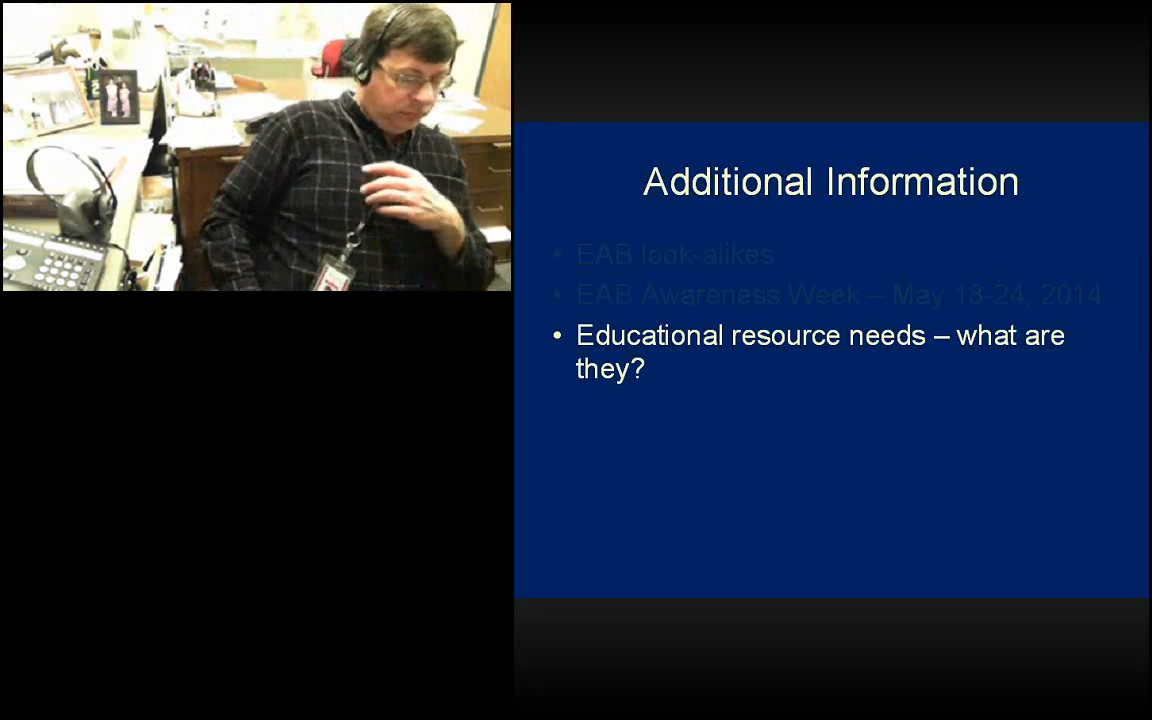 Additional Information
• EAB look-alikes
• EAB Awareness Week – May 18-24, 2014
• Educational resource needs – what are
they?